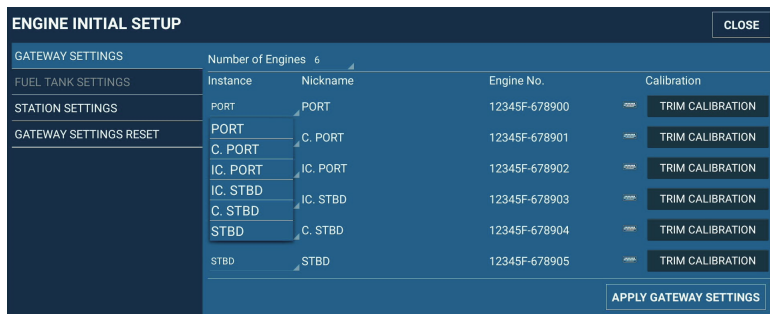 ENGINE INITIAL SETUP CLOSE
GATEWAY SETTINGS
FUEL TANK SETTINGS
STATION SETTINGS
GATEWAY SETTINGS RESET
Number of Engines 6
Instance Nickname Engine No. Calibration
PORT PORT 12345F-678900 TRIM CALIBRATION
C. PORT 12345F-678901 TRIM CALIBRATION
IC. PORT 12345F-678902 TRIM CALIBRATION
IC. STBD 12345F-678903 TRIM CALIBRATION
C. STBD 12345F-678904 TRIM CALIBRATION
STBD STBD 12345F-678905 TRIM CALIBRATION
PORT
C. PORT
IC. PORT
IC. STBD
C. STBD
STBD
APPLY GATEWAY SETTINGS